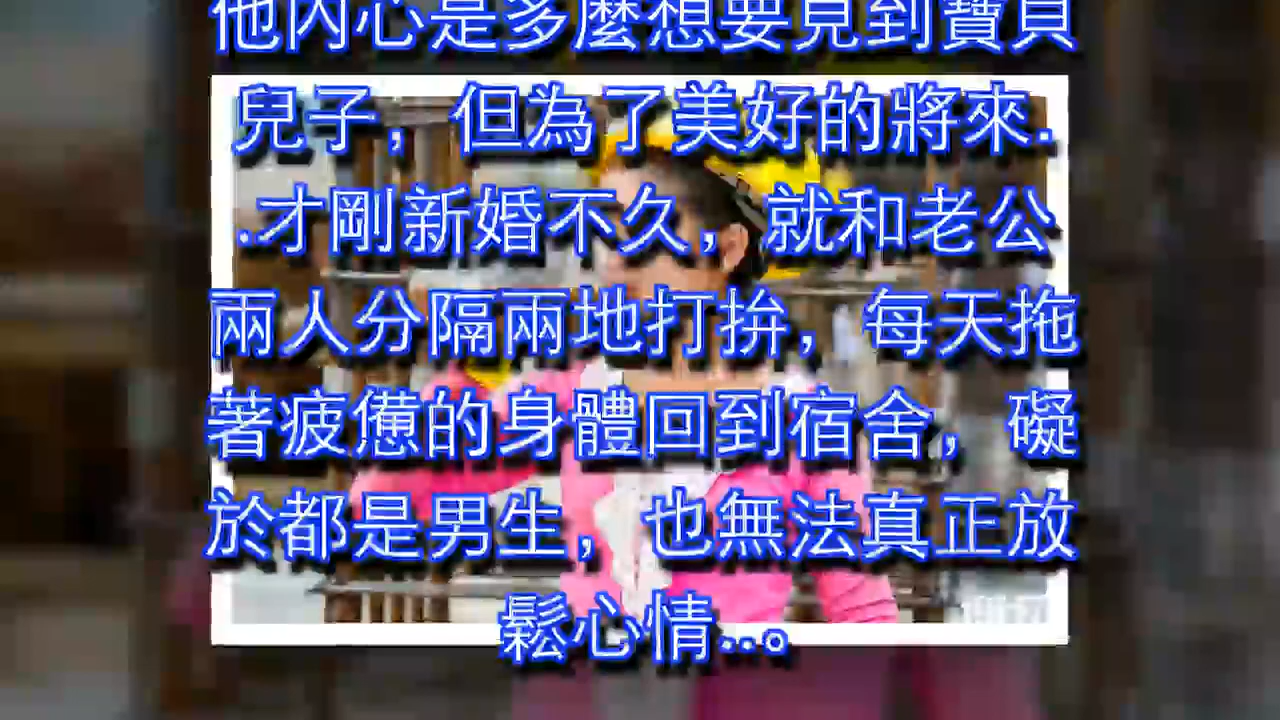 他內心是多麼想要見到寶貝
兒子，但為了美好的將來.
.才剛新婚不久，就和老公
兩人分隔兩地打拚，每天拖
著疲憊的身體回到宿舍，礙
於都是男生，也無法真正放
鬆心情..。